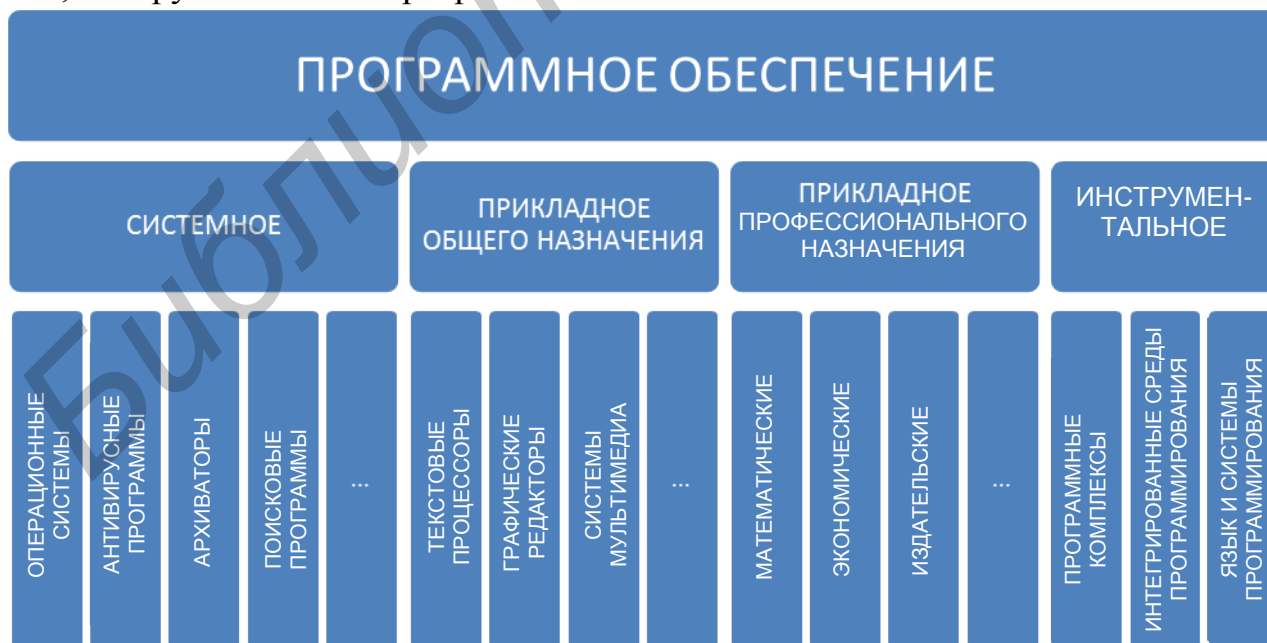 ПРОГРАММНОЕ ОБЕСПЕЧЕНИЕ
СИСТЕМНОЕ
ПРИКЛАДНОЕ
ОБЩЕГО НАЗНАЧЕНИЯ
ПРИКЛАДНОЕ
ПРОФЕССИОНАЛЬНОГО
НАЗНАЧЕНИЯ
ИНСТРУМЕН-
ТАЛЬНОЕ
ОПЕРАЦИОННЫЕ
СИСТЕМЫ
АНТИВИРУСНЫЕ
ПРОГРАММЫ
АРХИВАТОРЫ
ПОИСКОВЫЕ
ПРОГРАММЫ
...
ТЕКСТОВЫЕ
ПРОЦЕССОРЫ
ГРАФИЧЕСКИЕ
РЕДАКТОРЫ
СИСТЕМЫ
МУЛЬТИМЕДИА
...
МАТЕМАТИЧЕСКИЕ
ЭКОНОМИЧЕСКИЕ
ИЗДАТЕЛЬСКИЕ
...
ПРОГРАММНЫЕ
КОМПЛЕКСЫ
ИНТЕГРИРОВАННЫЕ СРЕДЫ
ПРОГРАММИРОВАНИЯ
ЯЗЫК И СИСТЕМЫ
ПРОГРАММИРОВАНИЯ